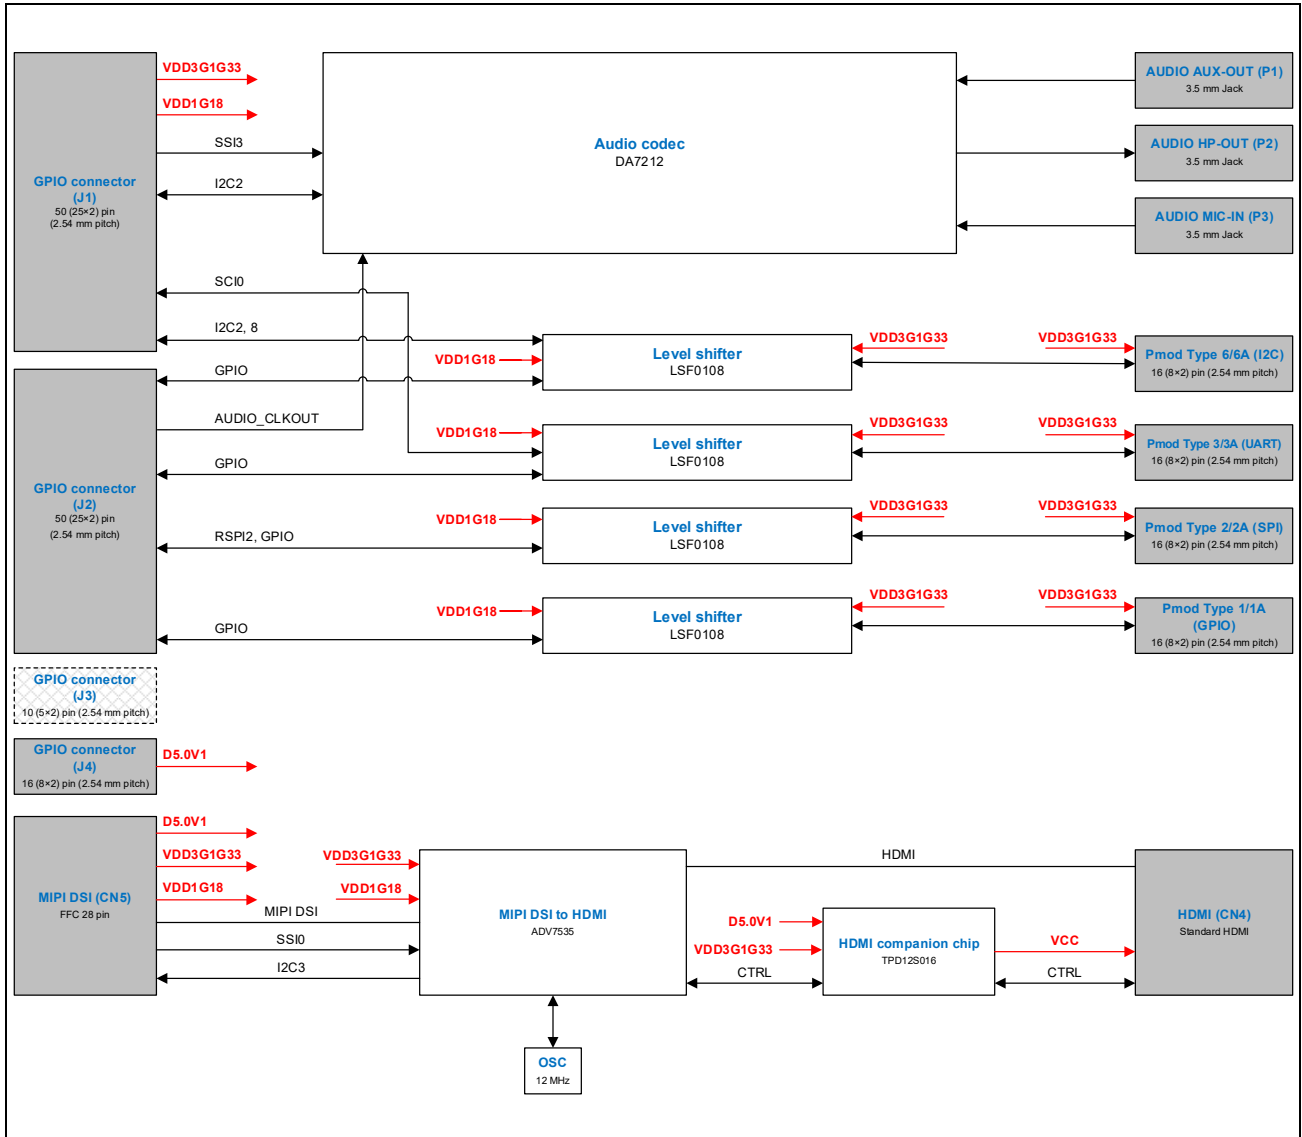 VDD3G1G33
VDD1G18
SSI3
I2C2
GPIO connector
(J1)
50 (25×2) pin
(2.54 mm pitch)
Audio codec
DA7212
AUDIO AUX-OUT (P1)
3.5 mm Jack
AUDIO HP-OUT (P2)
3.5 mm Jack
AUDIO MIC-IN (P3)
3.5 mm Jack
SCI0
I2C2, 8
VDD1G18
Level shifter
LSF0108
VDD3G1G33
VDD3G1G33
Pmod Type 6/6A (I2C)
16 (8×2) pin (2.54 mm pitch)
GPIO
AUDIO_CLKOUT
GPIO
GPIO connector
(J2)
50 (25×2) pin
(2.54 mm pitch)
VDD1G18
Level shifter
LSF0108
VDD3G1G33
VDD3G1G33
Pmod Type 3/3A (UART)
16 (8×2) pin (2.54 mm pitch)
RSPI2, GPIO
VDD1G18
Level shifter
LSF0108
VDD3G1G33
VDD3G1G33
Pmod Type 2/2A (SPI)
16 (8×2) pin (2.54 mm pitch)
GPIO
VDD1G18
Level shifter
LSF0108
VDD3G1G33
VDD3G1G33
Pmod Type 1/1A
(GPIO)
16 (8×2) pin (2.54 mm pitch)
GPIO connector
(J3)
10 (5×2) pin (2.54 mm pitch)
GPIO connector
(J4)
16 (8×2) pin (2.54 mm pitch)
D5.0V1
D5.0V1
VDD3G1G33
VDD1G18
MIPI DSI (CN5)
FFC 28 pin
MIPI DSI
SSI0
I2C3
VDD3G1G33
VDD1G18
MIPI DSI to HDMI
ADV7535
HDMI
D5.0V1
VDD3G1G33
CTRL
HDMI companion chip
TPD12S016
VCC
CTRL
HDMI (CN4)
Standard HDMI
OSC
12 MHz